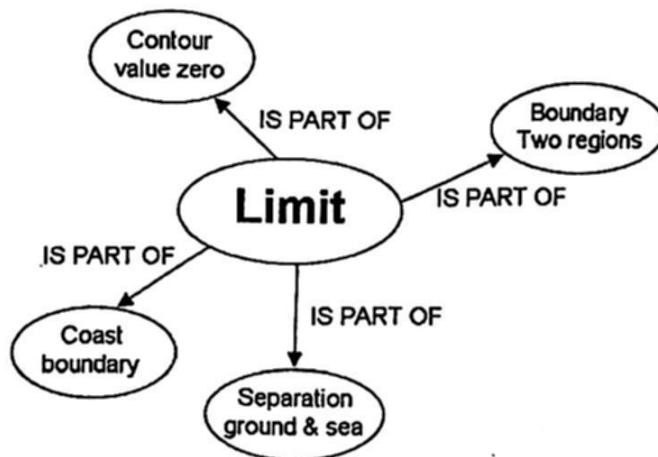 Contour
value zero
IS PART OF
Boundary
Two regions
Limit
IS PART OF
IS PART OF
Coast
boundary
IS PART OF
Separation
ground & sea